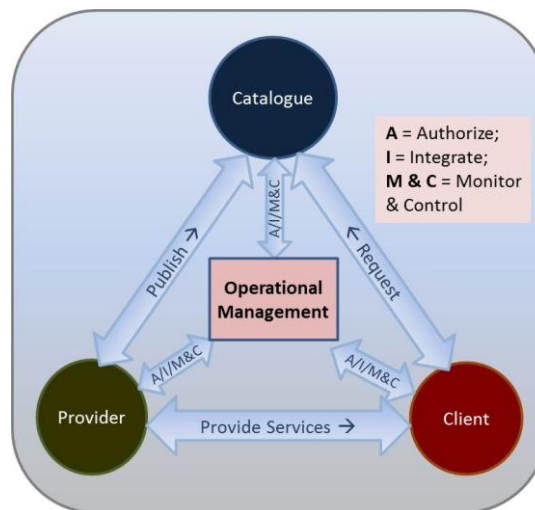 Catalogue
A = Authorize;
I = Integrate;
M & C = Monitor
& Control
A/I/M&C
Publish →
← Request
Operational
Management
A/I/M&C
A/I/M&C
Provider
Provide Services →
Client